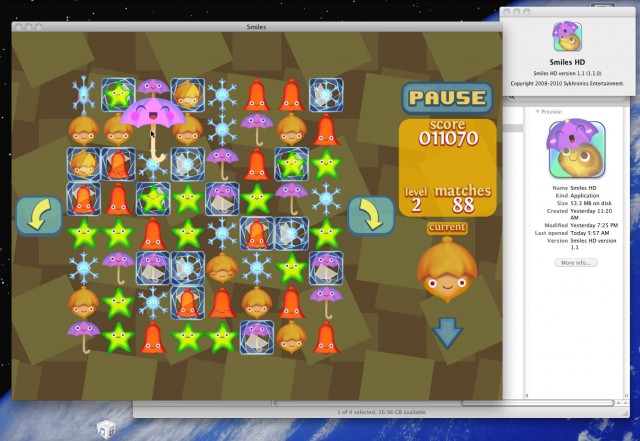 Smiles
PAUSE
score
011070
level matches
2 88
current
Smiles HD
Smiles HD version 1.1 (1.1.0)
Copyright 2008-2010 Sykhronics Entertainment.
Preview:
Name Smiles HD
Kind Application
Size 53.3 MB on disk
Created Yesterday 11:20
AM
Modified Yesterday 7:25 PM
Last opened Today 5:57 AM
Version Smiles HD version
1.1
More info...
1 of 4 selected, 26.96 GB available